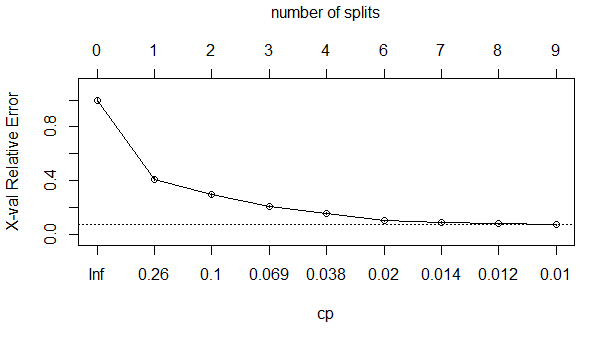 number of splits
0 1 2 3 4 6 7 8 9
X-val Relative Error
0.8
0.4
0.0
Inf 0.26 0.1 0.069 0.038 0.02 0.014 0.012 0.01
cp